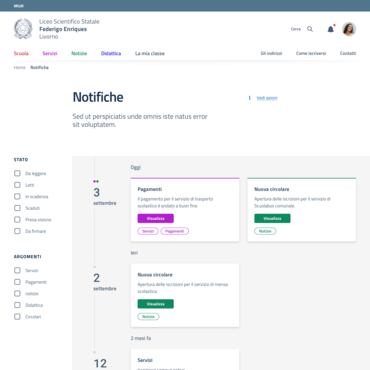 MIUR
Liceo Scientifico Statale
Federigo Enriques
Livorno
Cerca
Scuola
Servizi
Notizie
Didattica
La mia classe
Gli indirizzi
Come iscriversi
Contatti
Home
Notifiche
Notifiche
Vedi azioni
Sed ut perspiciatis unde omnis iste natus error
sit voluptatem.
STATO
Da leggere
Letti
In scadenza
Scaduti
Presa visione
Da firmare
ARGOMENTI
Servizi
Pagamenti
notizie
Didattica
Circolari
Oggi
3
settembre
Pagamenti
Il pagamento per il servizio di trasporto
scolastico è andato a buon fine
Visualizza
Servizi
Pagamenti
Nuova circolare
Apertura delle iscrizioni per il servizio di
Scuolabus comunale.
Visualizza
Notizie
Ieri
2
settembre
Nuova circolare
Apertura delle iscrizioni per il servizio di mensa
scolastica.
Visualizza
Notizie
2 mesi fa
12
Servizi